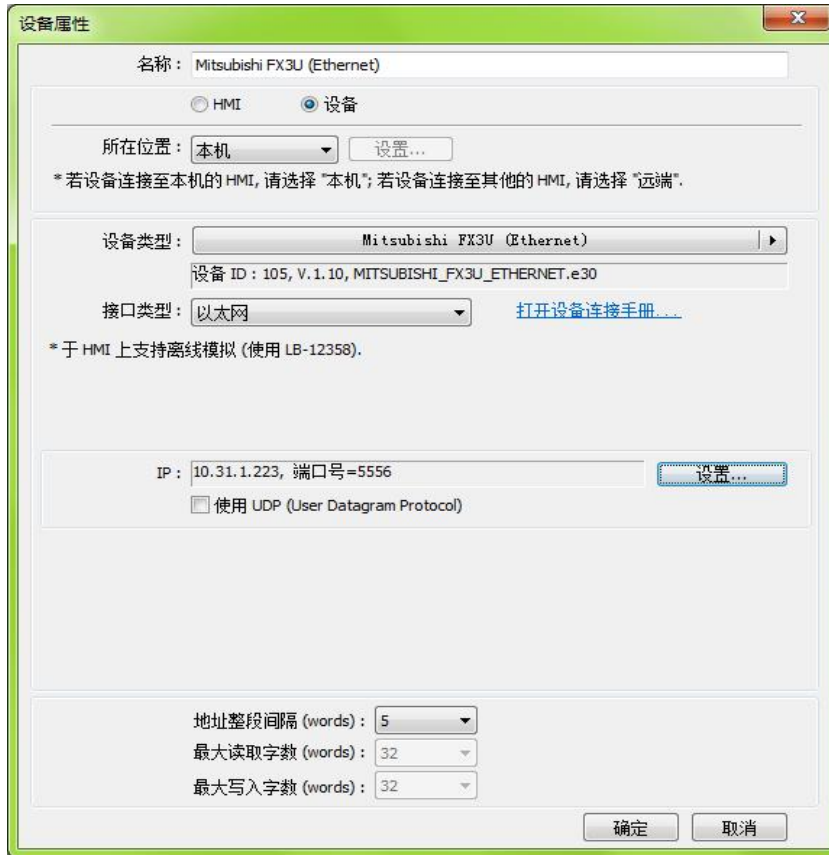 设备属性
名称： Mitsubishi FX3U (Ethernet)
HMI 设备
所在位置： 本机 设置...
* 若设备连接至本机的 HMI, 请选择 "本机"; 若设备连接至其他的 HMI, 请选择 "远端".
设备类型： Mitsubishi FX3U (Ethernet)
设备 ID : 105, V.1.10, MITSUBISHI_FX3U_ETHERNET.e30
接口类型： 以太网 打开设备连接手册...
* 于 HMI 上支持离线模拟 (使用 LB-12358).
IP： 10.31.1.223, 端口号=5556 设置...
使用 UDP (User Datagram Protocol)
地址整段间隔 (words)： 5
最大读取字数 (words)： 32
最大写入字数 (words)： 32
确定 取消